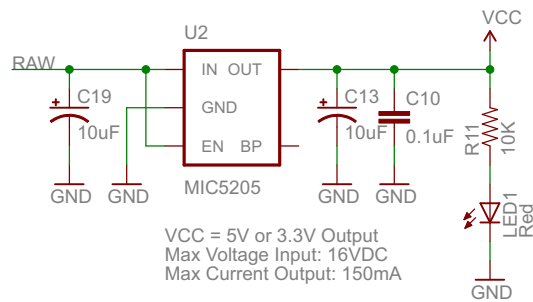 VCC
U2
RAW
IN OUT
GND
EN BP
MIC5205
C19
10uF
C13
10uF
C10
0.1uF
R11
10K
LED1
Red
GND
GND
GND
GND
GND
VCC = 5V or 3.3V Output
Max Voltage Input: 16VDC
Max Current Output: 150mA